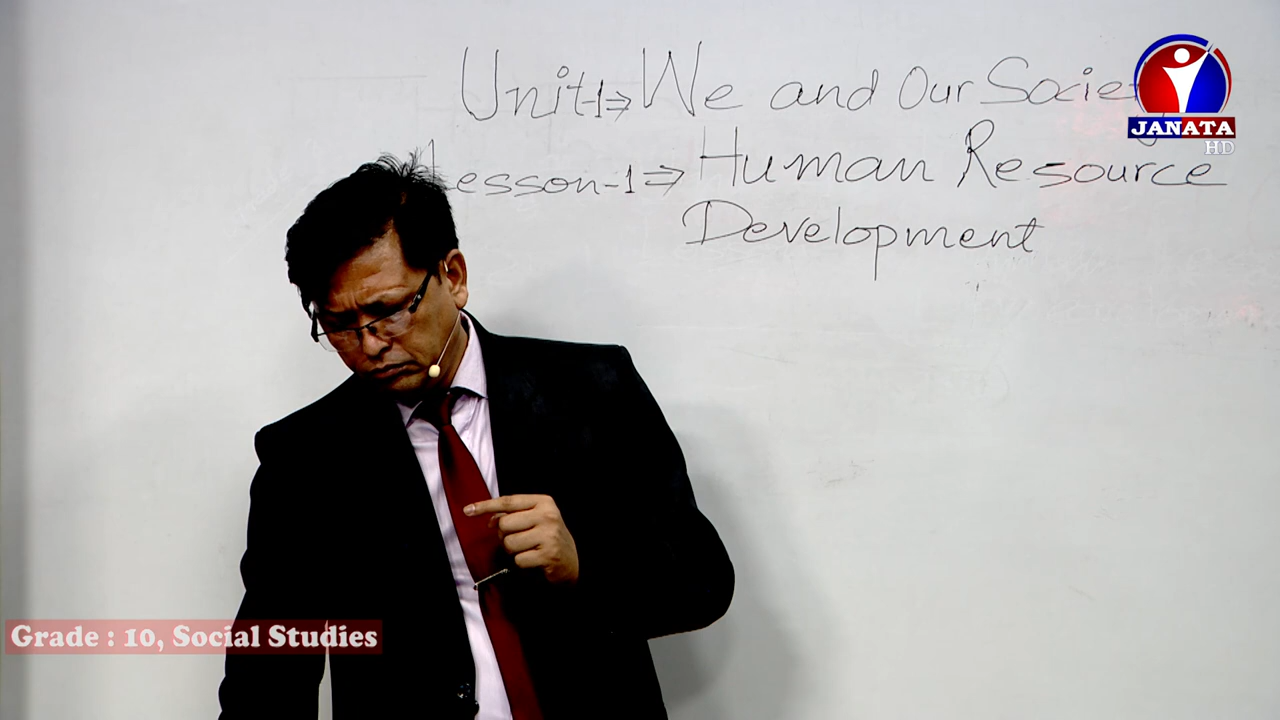 Unit-1⇒ We and Our Socie
Lesson-1⇒ Human Resource
Development
JANATA
HD
Grade : 10, Social Studies